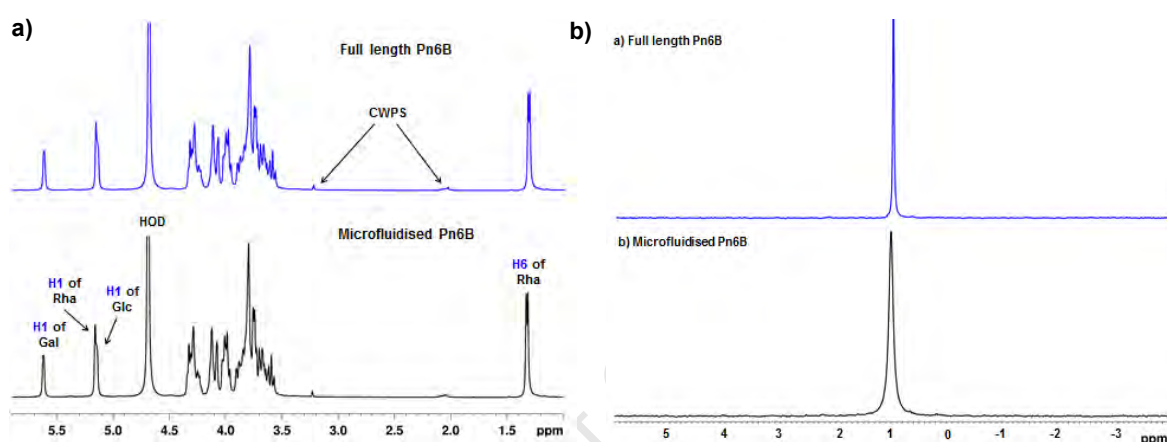 a)
Full length Pn6B
CWPS
HOD
Microfluidised Pn6B
H1 of
Rha
H1 of
Glc
H1 of
Gal
H6 of
Rha
5.5 5.0 4.5 4.0 3.5 3.0 2.5 2.0 1.5 ppm
b)
a) Full length Pn6B
b) Microfluidised Pn6B
5 4 3 2 1 0 -1 -2 -3 ppm